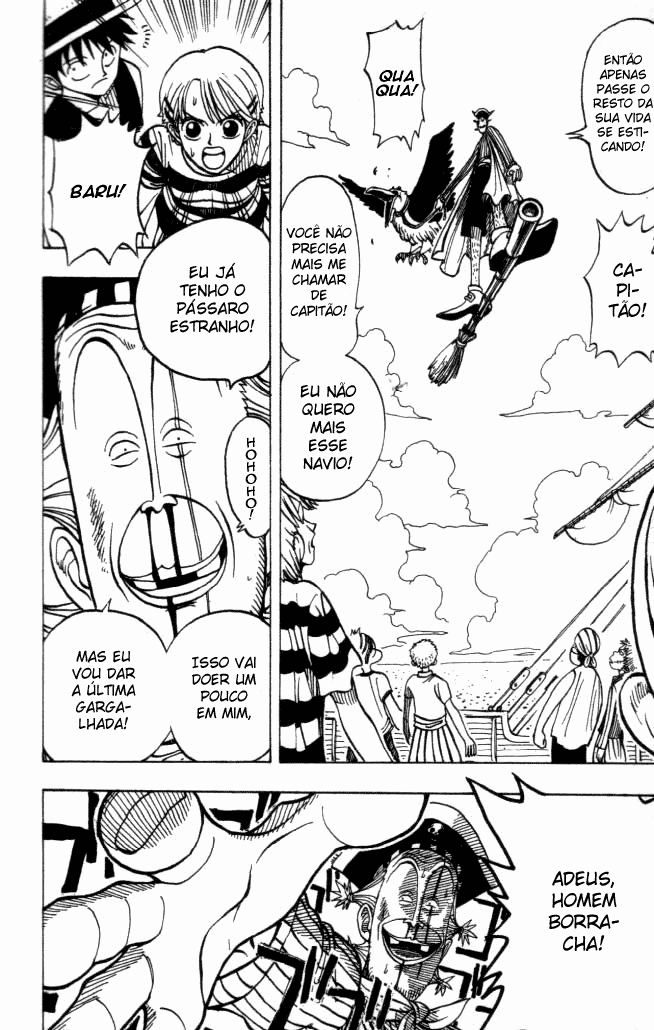 ENTÃO
APENAS
PASSE O
RESTO DA
SUA VIDA
SE ESTI-
CANDO!
CA-
PI-
TÃO!
QUA
QUA!
VOCÊ NÃO
PRECISA
MAIS ME
CHAMAR
DE
CAPITÃO!
EU NÃO
QUERO
MAIS
ESSE
NAVIO!
BARU!
EU JÁ
TENHO O
PÁSSARO
ESTRANHO!
HOHOHO!
ISSO VAI
DOER UM
POUCO
EM MIM,
MAS EU
VOU DAR
A ÚLTIMA
GARGA-
LHADA!
ADEUS,
HOMEM
BORRA-
CHA!